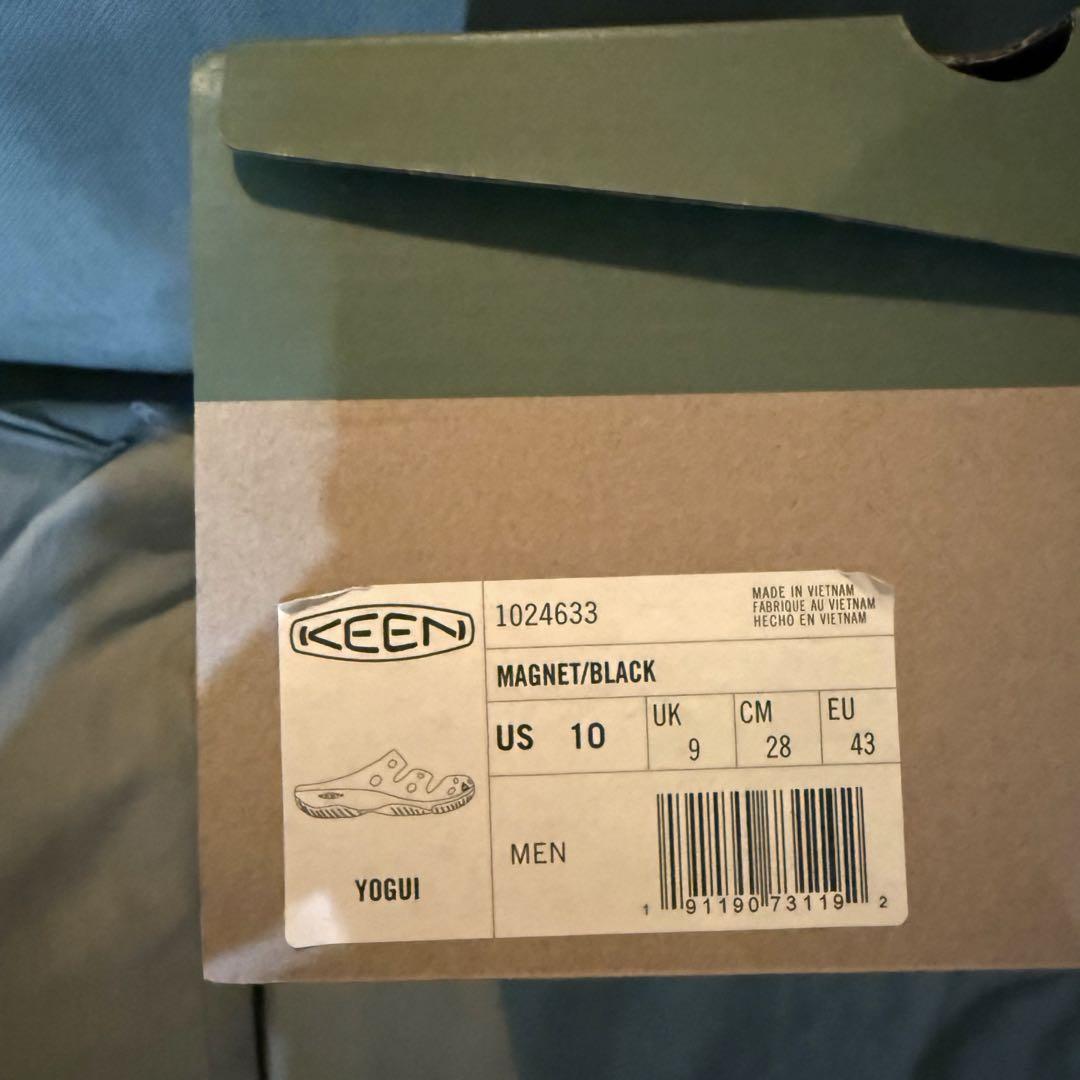 KEEN
1024633
MADE IN VIETNAM
FABRIQUE AU VIETNAM
HECHO EN VIETNAM
MAGNET/BLACK
US 10
UK 9
CM 28
EU 43
MEN
YOGUI
1 91190 73119 2